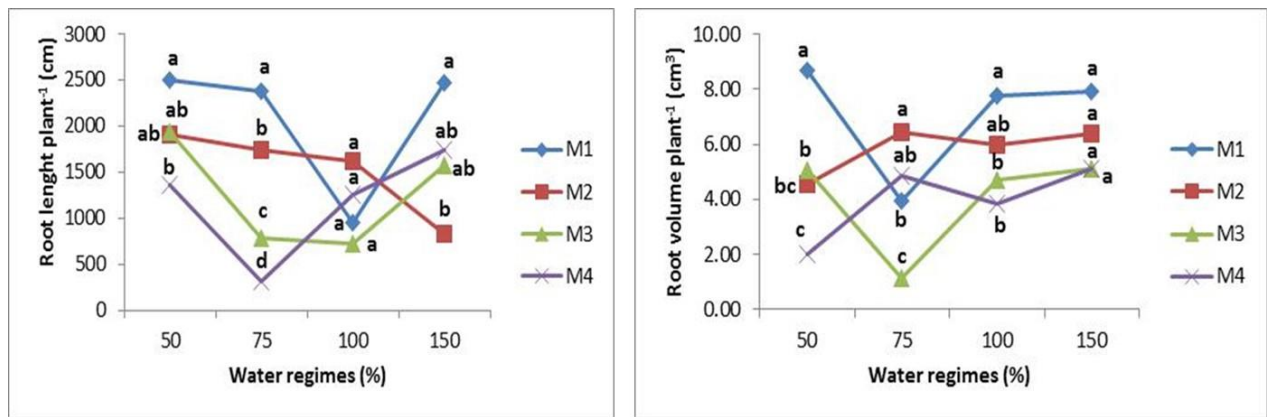 3000
2500
2000
1500
1000
500
0
Root lenght plant⁻¹ (cm)
a
a
a
ab
ab
b
a
ab
b
a
ab
c
a
a
b
d
50
75
100
150
Water regimes (%)
M1
M2
M3
M4
10.00
8.00
6.00
4.00
2.00
0.00
Root volume plant⁻¹ (cm³)
a
a
a
a
ab
a
b
ab
b
a
bc
a
c
b
b
c
50
75
100
150
Water regimes (%)
M1
M2
M3
M4